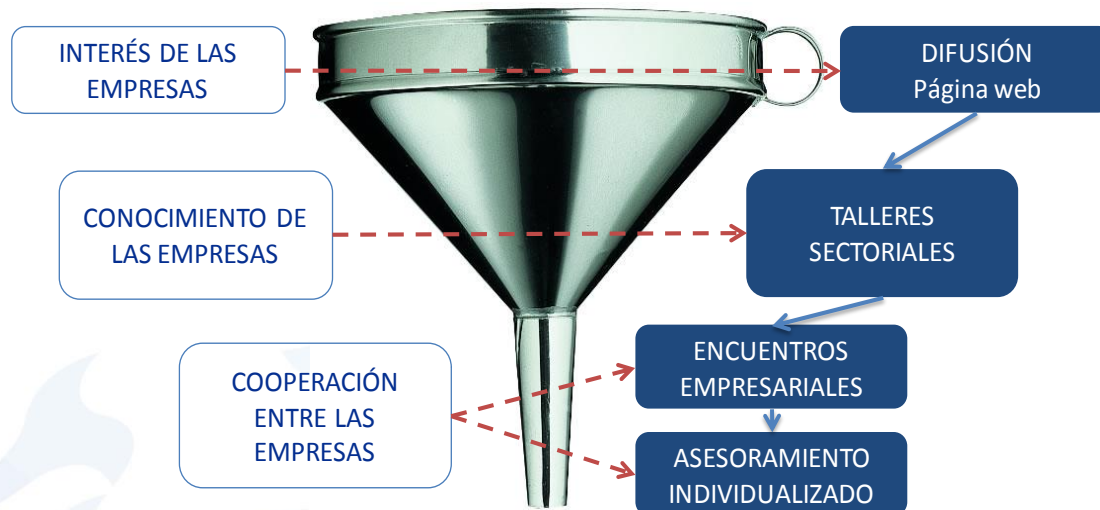 INTERÉS DE LAS
EMPRESAS
DIFUSIÓN
Página web
CONOCIMIENTO DE
LAS EMPRESAS
TALLERES
SECTORIALES
COOPERACIÓN
ENTRE LAS
EMPRESAS
ENCUENTROS
EMPRESARIALES
ASESORAMIENTO
INDIVIDUALIZADO